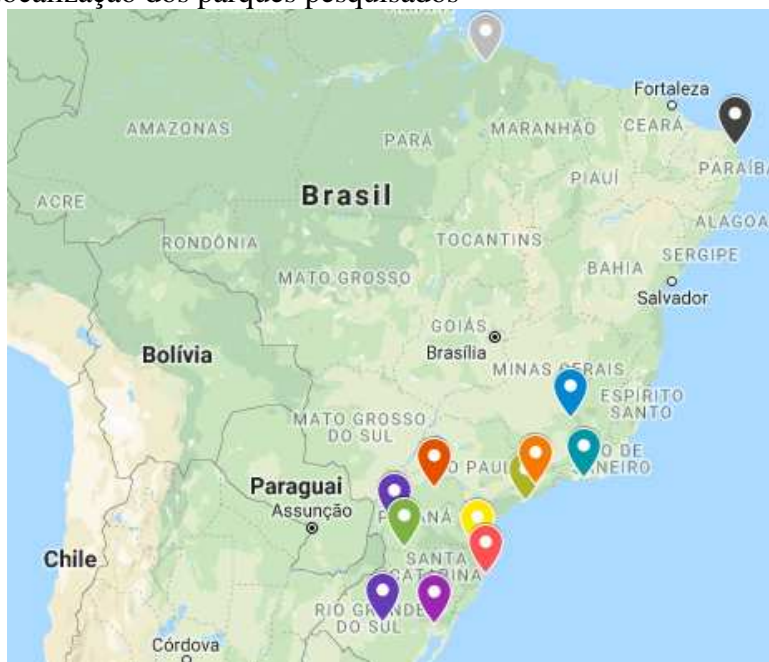 ocalização dos parques pesquisados
Fortaleza
AMAZONAS
PARÁ
MARANHÃO
CEARÁ
PARAÍBA
PIAUÍ
ACRE
Brasil
ALAGOA
RONDÔNIA
TOCANTINS
SERGIPE
MATO GROSSO
BAHIA
Salvador
GOIÁS
Brasília
Bolívia
MINAS GERAIS
ESPÍRITO
SANTO
MATO GROSSO
DO SUL
O DE
O PAUL
NEIRO
Paraguai
Assunção
P
NÁ
Chile
SANTA
CATARINA
RIO GRANDE
DO SUL
Córdova